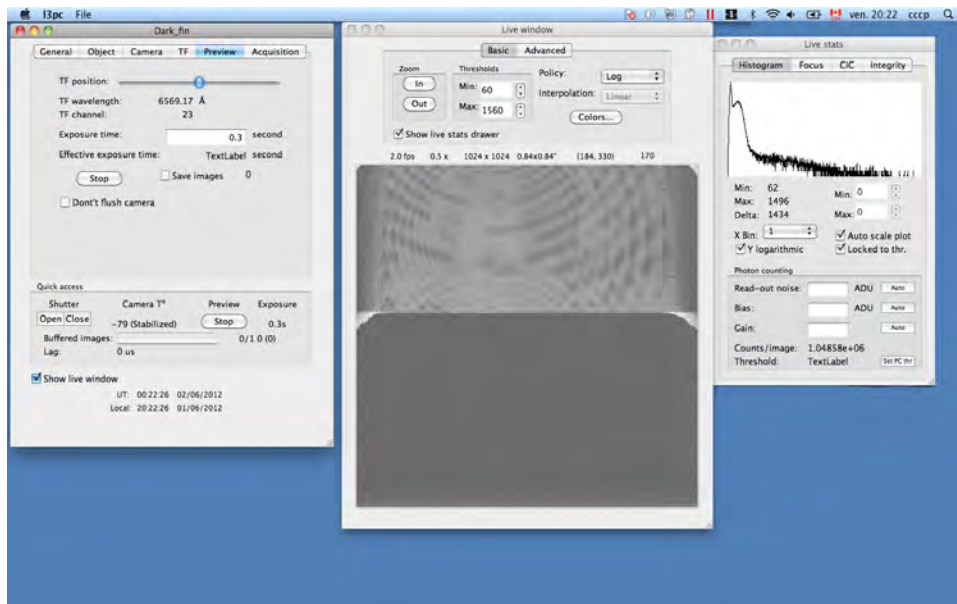 l3pc File
ven. 20:22 cccp
Dark_fin
General Object Camera TF Preview Acquisition
TF position:
TF wavelength: 6569.17 Å
TF channel: 23
Exposure time: 0.3 second
Effective exposure time: TextLabel second
Stop Save images 0
Dont't flush camera
Quick access
Shutter Camera T° Preview Exposure
Open Close -79 (Stabilized) Stop 0.3s
Buffered images: 0/1 0 (0)
Lag: 0 us
Show live window
UT: 00:22:26 02/06/2012
Local: 20:22:26 01/06/2012
Live window
Basic Advanced
Zoom Thresholds Policy: Log
In Min: 60 Interpolation: Linear
Out Max: 1560 Colors...
Show live stats drawer
2.0 fps 0.5 x 1024 x 1024 0.84x0.84" (184, 330) 170
Live stats
Histogram Focus CIC Integrity
Min: 62 Min: 0
Max: 1496
Delta: 1434 Max: 0
X Bin: 1 Auto scale plot
Y logarithmic Locked to thr.
Photon counting
Read-out noise: ADU Auto
Bias: ADU Auto
Gain: Auto
Counts/image: 1.04858e+06
Threshold: TextLabel Set PC thr